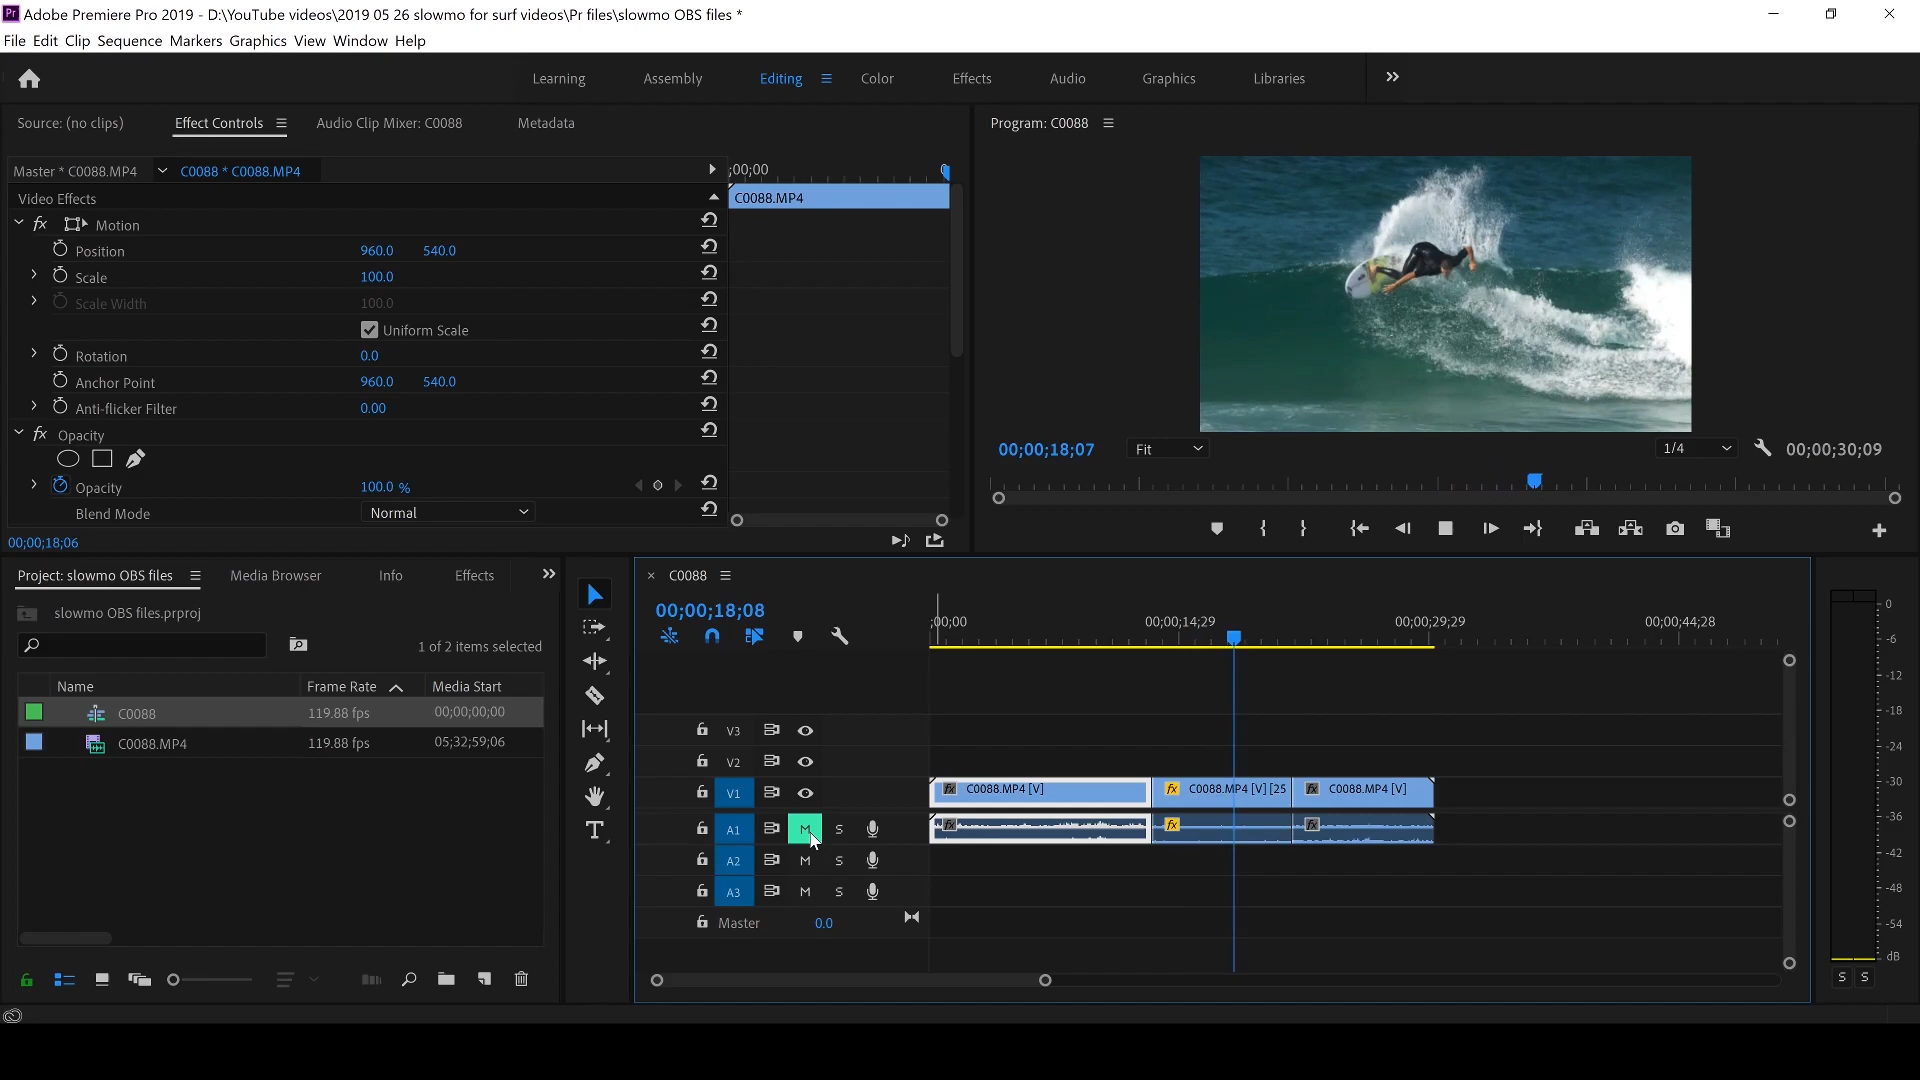 Pr Adobe Premiere Pro 2019 - D:\YouTube videos\2019 05 26 slowmo for surf videos\Pr files\slowmo OBS files *
File Edit Clip Sequence Markers Graphics View Window Help
Learning Assembly Editing Color Effects Audio Graphics Libraries
Source: (no clips) Effect Controls Audio Clip Mixer: C0088 Metadata
Program: C0088
Master * C0088.MP4 C0088 * C0088.MP4
;00;00
Video Effects
C0088.MP4
fx Motion
Position 960.0 540.0
Scale 100.0
Scale Width 100.0
Uniform Scale
Rotation 0.0
Anchor Point 960.0 540.0
Anti-flicker Filter 0.00
fx Opacity
Opacity 100.0 %
Blend Mode Normal
00;00;18;06
00;00;18;07 Fit 1/4 00;00;30;09
Project: slowmo OBS files Media Browser Info Effects
slowmo OBS files.prproj
1 of 2 items selected
Name Frame Rate Media Start
C0088 119.88 fps 00;00;00;00
C0088.MP4 119.88 fps 05;32;59;06
C0088
00;00;18;08
;00;00 00;00;14;29 00;00;29;29 00;00;44;28
V3
V2
V1
fx C0088.MP4 [V] fx C0088.MP4 [V] [25 fx C0088.MP4 [V]
A1 M S
fx fx fx
A2 M S
A3 M S
Master 0.0
0
-6
-12
-18
-24
-30
-36
-42
-48
-54
dB
S S